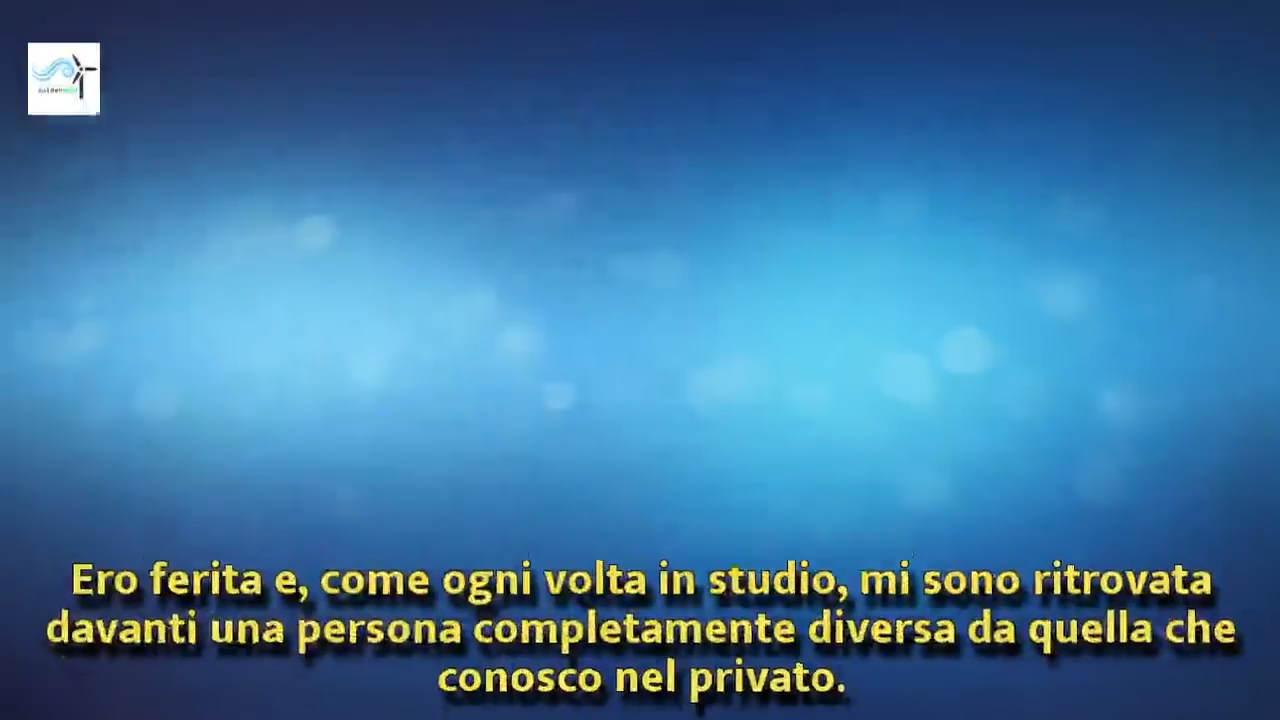 Ero ferita e, come ogni volta in studio, mi sono ritrovata
davanti una persona completamente diversa da quella che
conosco nel privato.